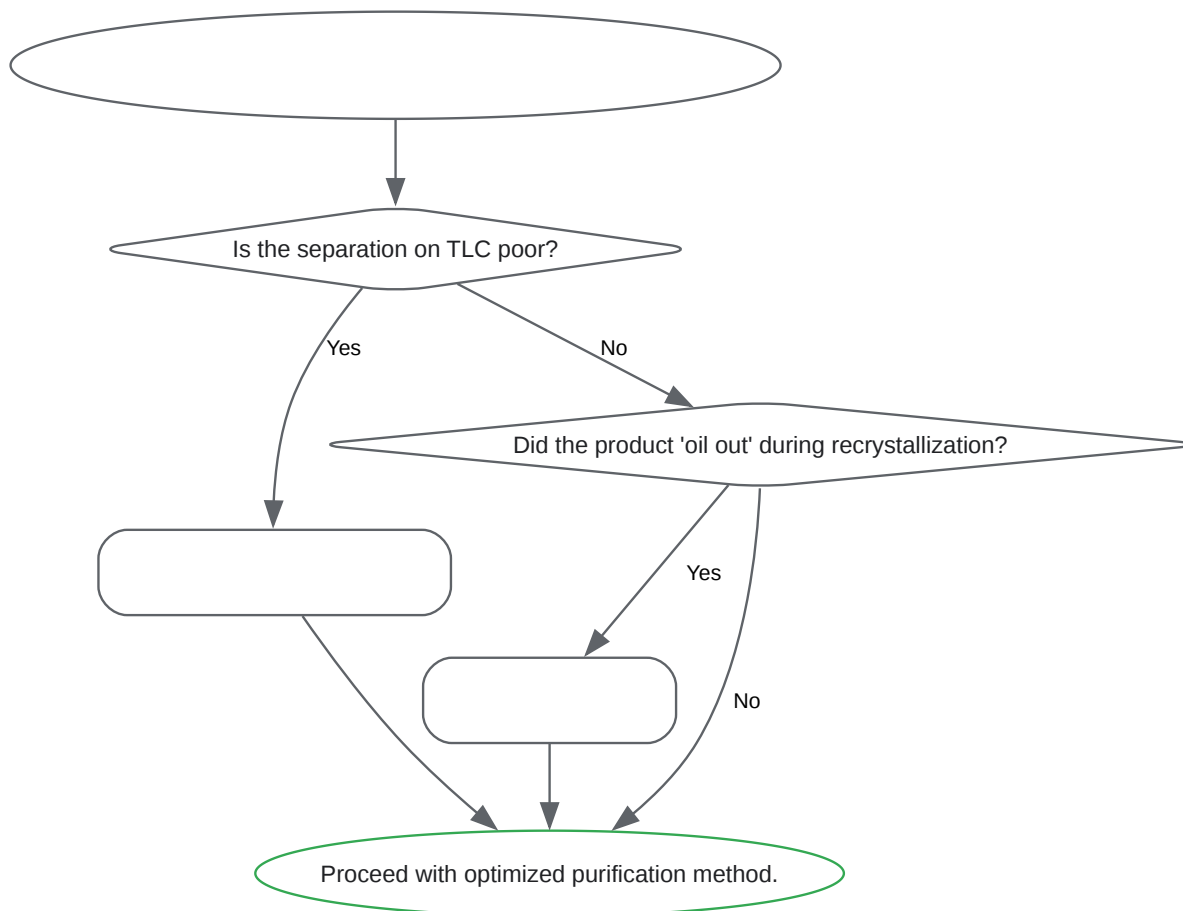 Is the separation on TLC poor?
Yes
No
Did the product 'oil out' during recrystallization?
Yes
No
Proceed with optimized purification method.